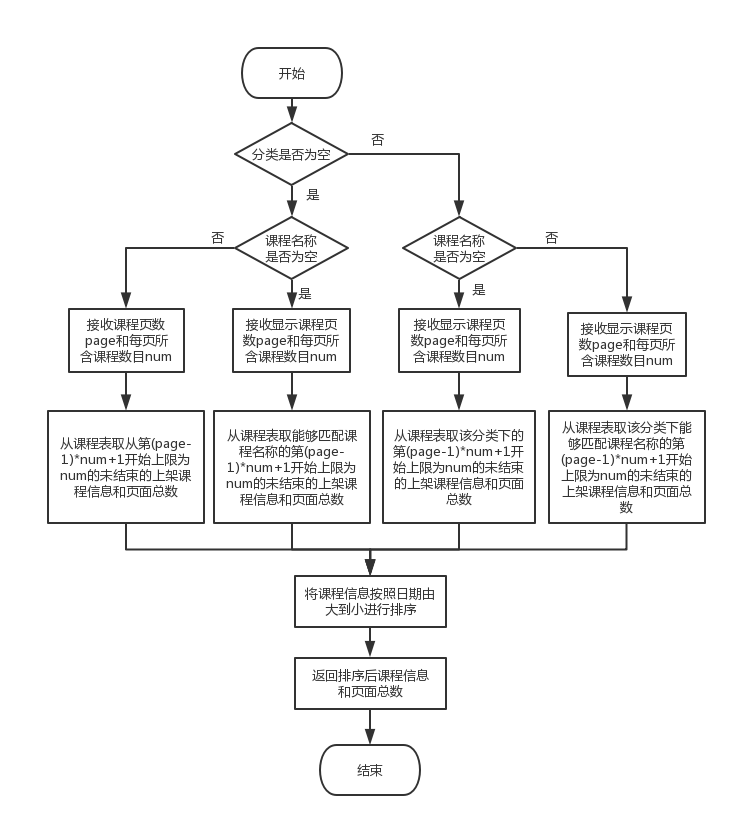 开始
分类是否为空
否
是
课程名称
是否为空
课程名称
是否为空
否
是
是
否
接收课程页数
page和每页所
含课程数目num
接收显示课程页
数page和每页所
含课程数目num
接收显示课程页
数page和每页所
含课程数目num
接收显示课程页
数page和每页所
含课程数目num
从课程表取从第(page-
1)*num+1开始上限为
num的未结束的上架课
程信息和页面总数
从课程表取能够匹配课
程名称的第(page-
1)*num+1开始上限为
num的未结束的上架课
程信息和页面总数
从课程表取该分类下的
第(page-1)*num+1开
始上限为num的未结束
的上架课程信息和页面
总数
从课程表取该分类下能
够匹配课程名称的第
(page-1)*num+1开始
上限为num的未结束的
上架课程信息和页面总
数
将课程信息按照日期由
大到小进行排序
返回排序后课程信息
和页面总数
结束